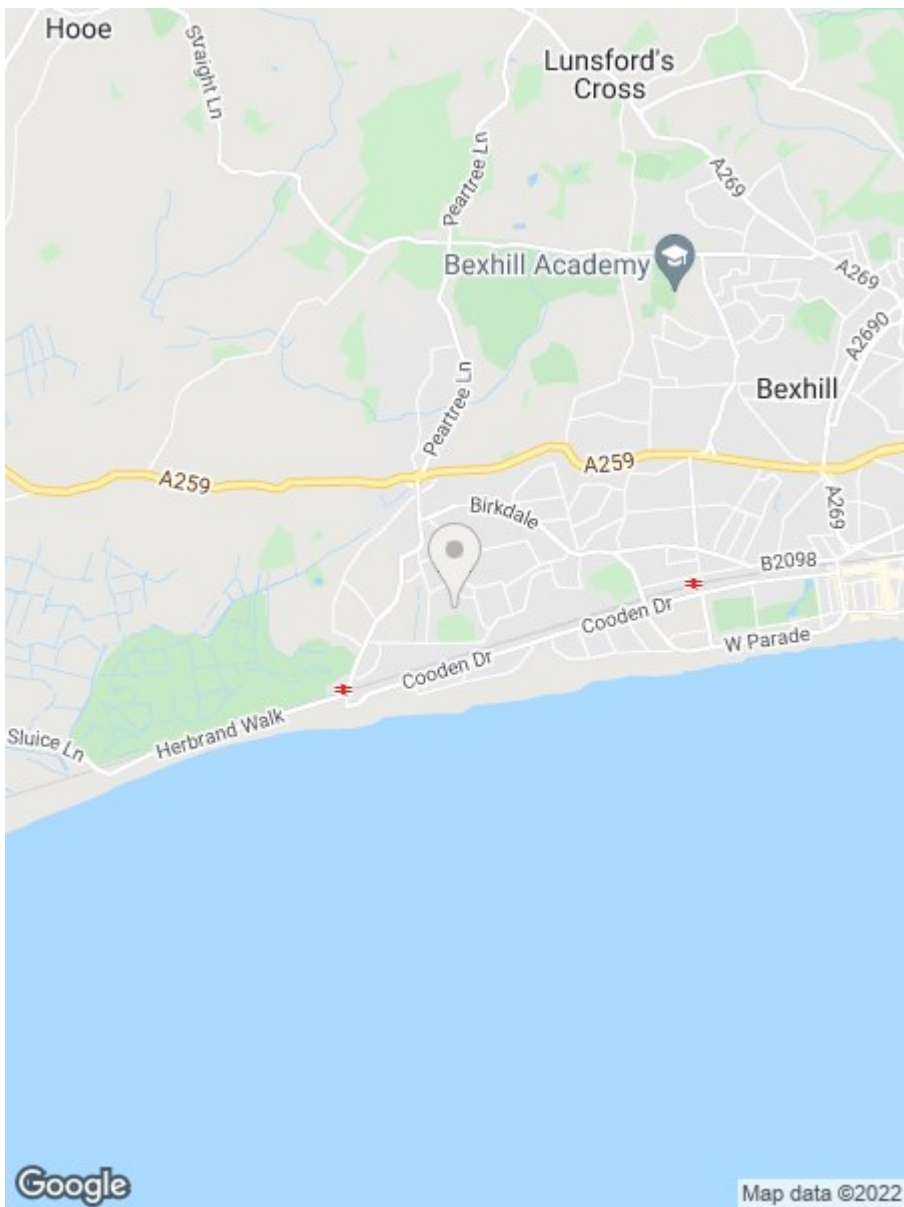 Hooe
Straight Ln
Lunsford's
Cross
Peartree Ln
A269
Bexhill Academy
A269
A2690
Peartree Ln
Bexhill
A259
A259
Birkdale
A269
B2098
Cooden Dr
W Parade
Cooden Dr
Herbrand Walk
Sluice Ln
Google
Map data ©2022